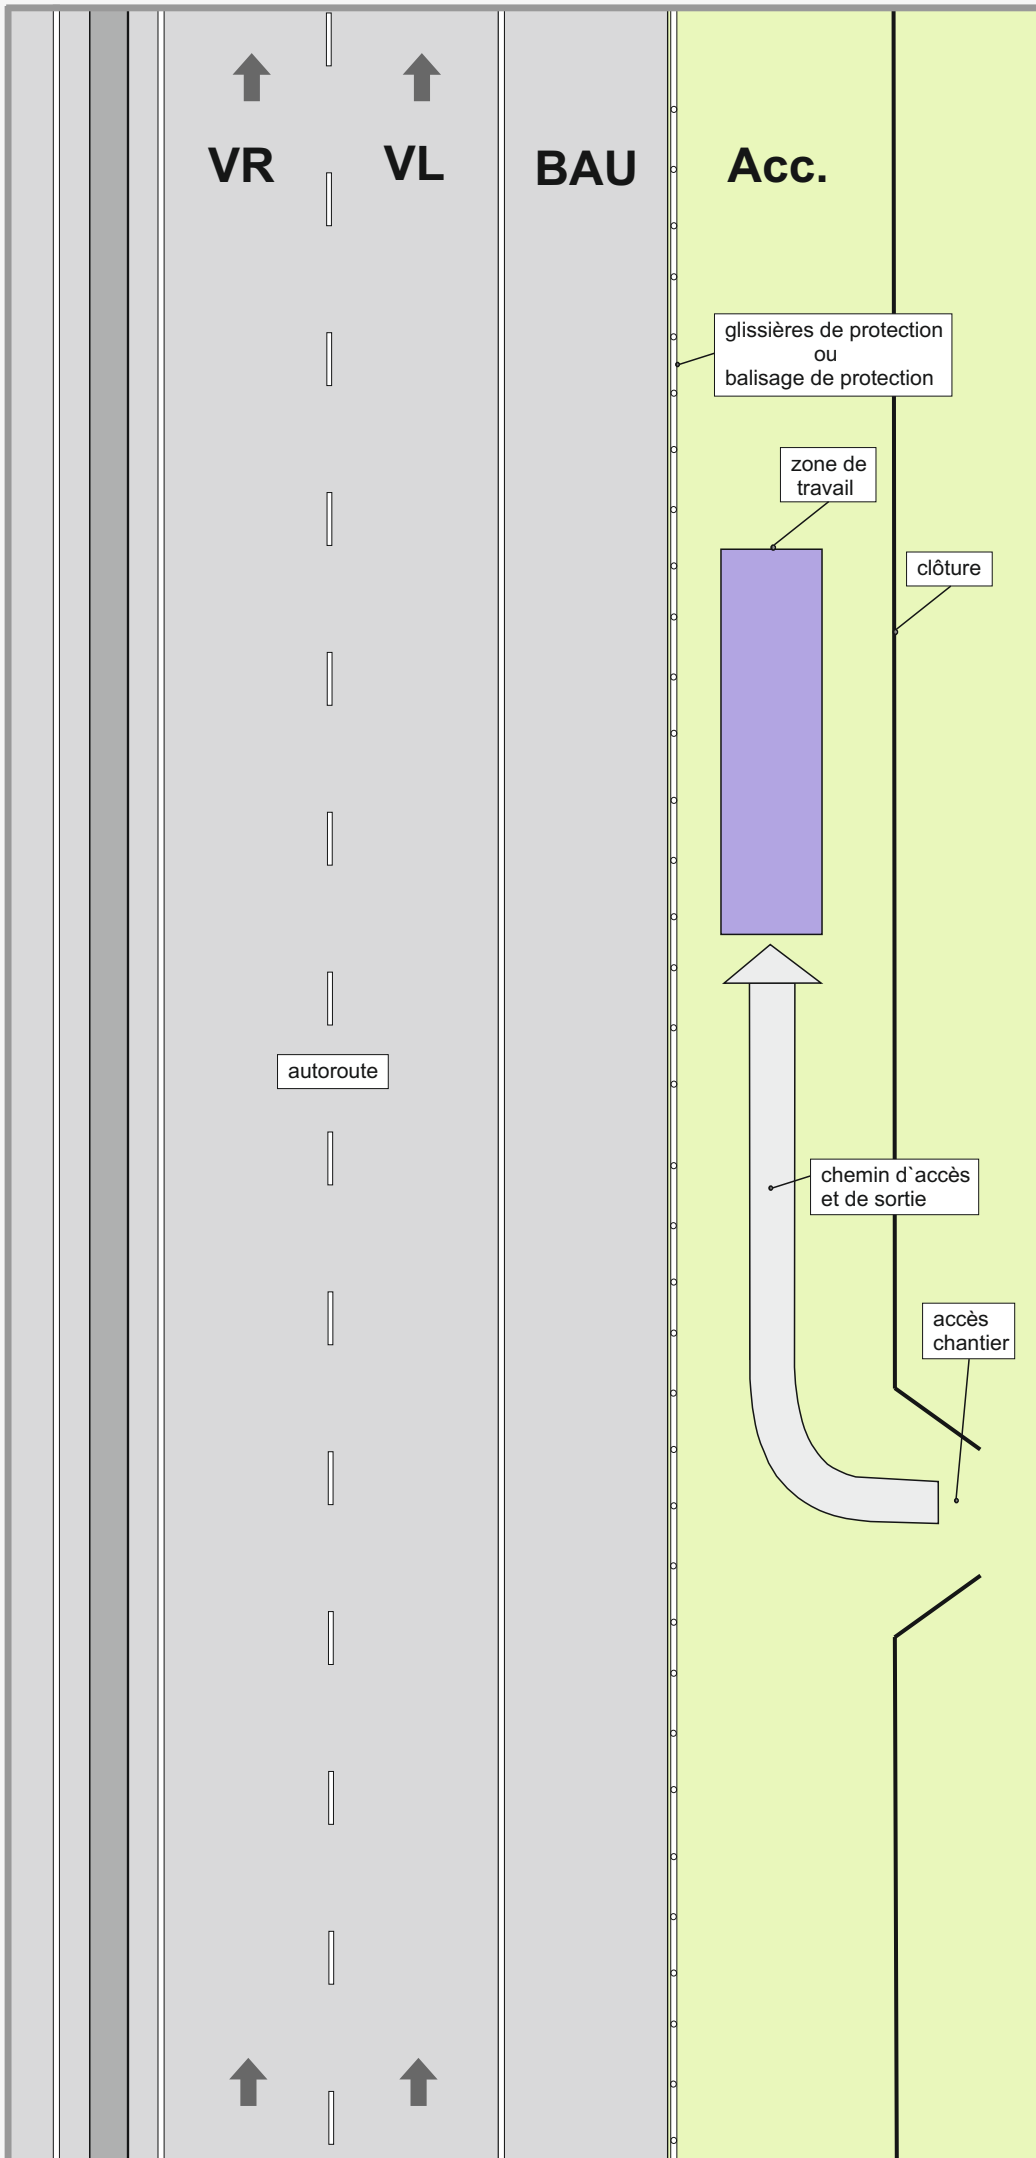 VR
VL
BAU
Acc.
glissières de protection
ou
balisage de protection
zone de
travail
clôture
autoroute
chemin d`accès
et de sortie
accès
chantier